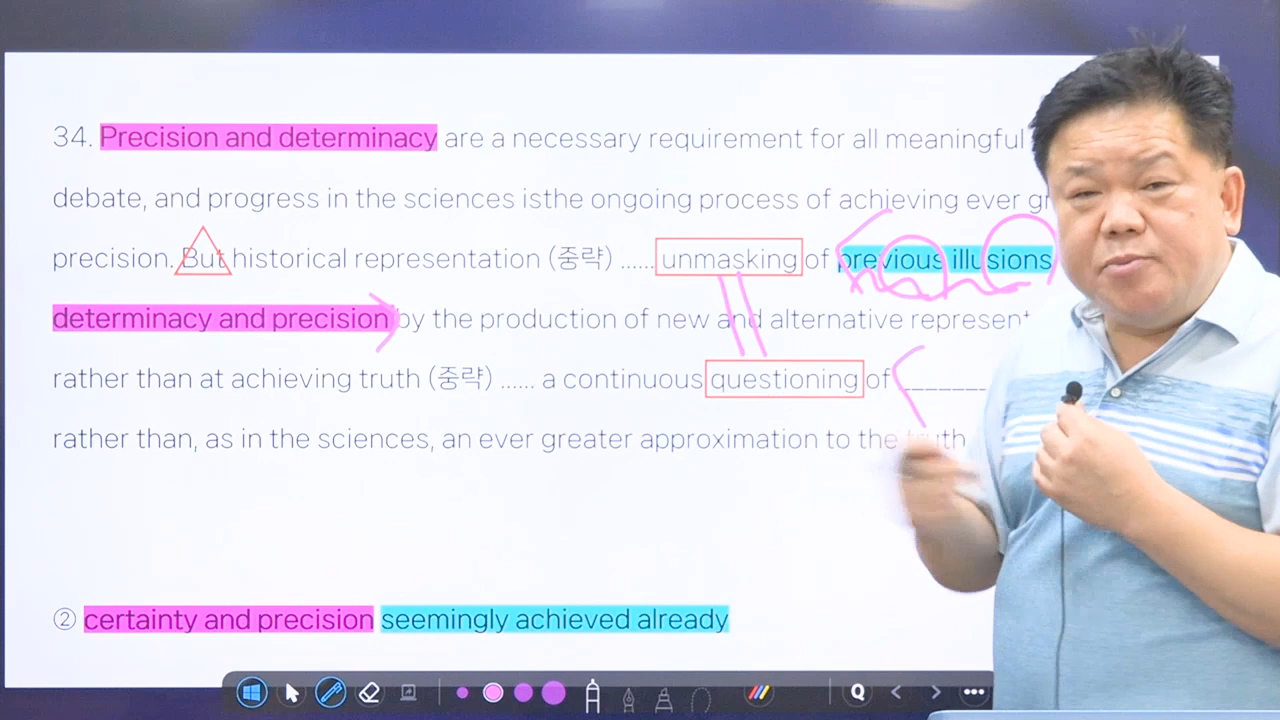 34. Precision and determinacy are a necessary requirement for all meaningful
debate, and progress in the sciences isthe ongoing process of achieving ever
precision. But historical representation (중략) ...... unmasking of previous illusions
determinacy and precision by the production of new and alternative
rather than at achieving truth (중략) ...... a continuous questioning of _______
rather than, as in the sciences, an ever greater approximation to the truth
② certainty and precision seemingly achieved already